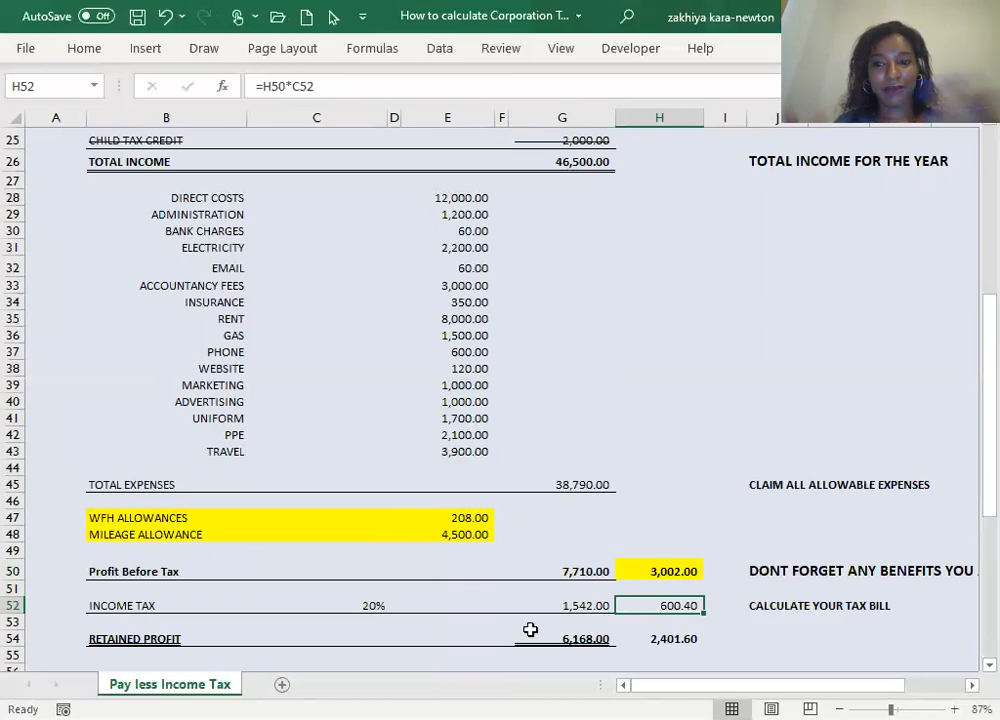 AutoSave Off How to calculate Corporation T... zakhiya kara-newton
File Home Insert Draw Page Layout Formulas Data Review View Developer Help
H52 fx =H50*C52
A B C D E F G H I J
25 CHILD TAX CREDIT 2,000.00
26 TOTAL INCOME 46,500.00 TOTAL INCOME FOR THE YEAR
27
28 DIRECT COSTS 12,000.00
29 ADMINISTRATION 1,200.00
30 BANK CHARGES 60.00
31 ELECTRICITY 2,200.00
32 EMAIL 60.00
33 ACCOUNTANCY FEES 3,000.00
34 INSURANCE 350.00
35 RENT 8,000.00
36 GAS 1,500.00
37 PHONE 600.00
38 WEBSITE 120.00
39 MARKETING 1,000.00
40 ADVERTISING 1,000.00
41 UNIFORM 1,700.00
42 PPE 2,100.00
43 TRAVEL 3,900.00
44
45 TOTAL EXPENSES 38,790.00 CLAIM ALL ALLOWABLE EXPENSES
46
47 WFH ALLOWANCES 208.00
48 MILEAGE ALLOWANCE 4,500.00
49
50 Profit Before Tax 7,710.00 3,002.00 DONT FORGET ANY BENEFITS YOU
51
52 INCOME TAX 20% 1,542.00 600.40 CALCULATE YOUR TAX BILL
53
54 RETAINED PROFIT 6,168.00 2,401.60
55
Pay less Income Tax
Ready 87%